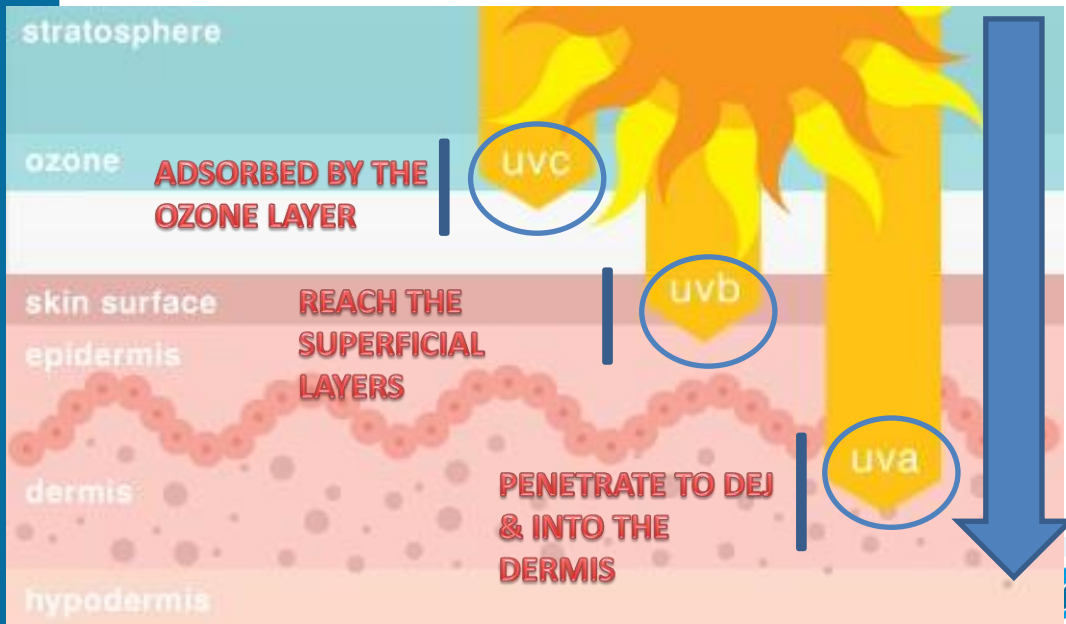 stratosphere
ozone
ADSORBED BY THE
OZONE LAYER
uvc
skin surface
REACH THE
SUPERFICIAL
LAYERS
uvb
epidermis
dermis
PENETRATE TO DEJ
& INTO THE
DERMIS
uva
hypodermis